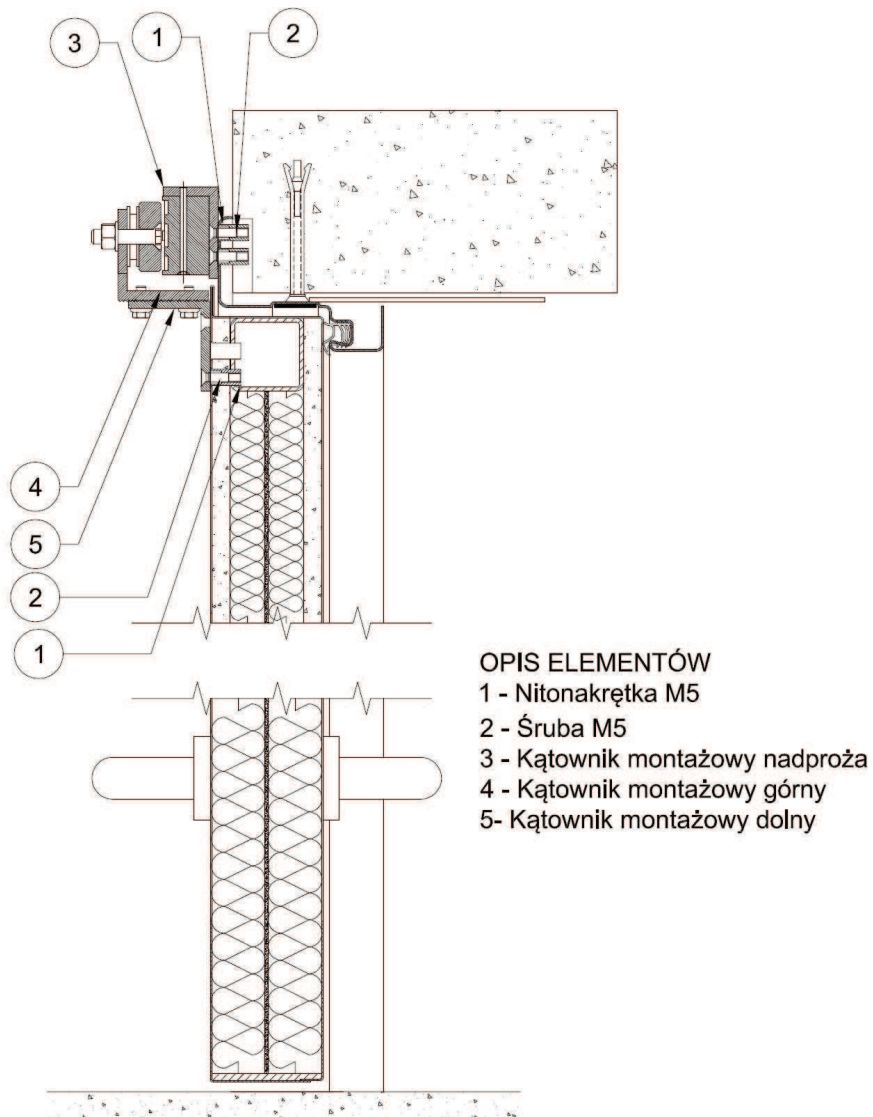 3
1
2
4
5
2
1
OPIS ELEMENTÓW
1 - Nitonakrętka M5
2 - Śruba M5
3 - Kątownik montażowy nadproża
4 - Kątownik montażowy górny
5- Kątownik montażowy dolny